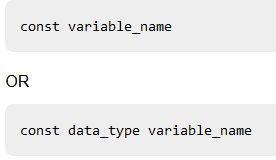 const variable_name
OR
const data_type variable_name